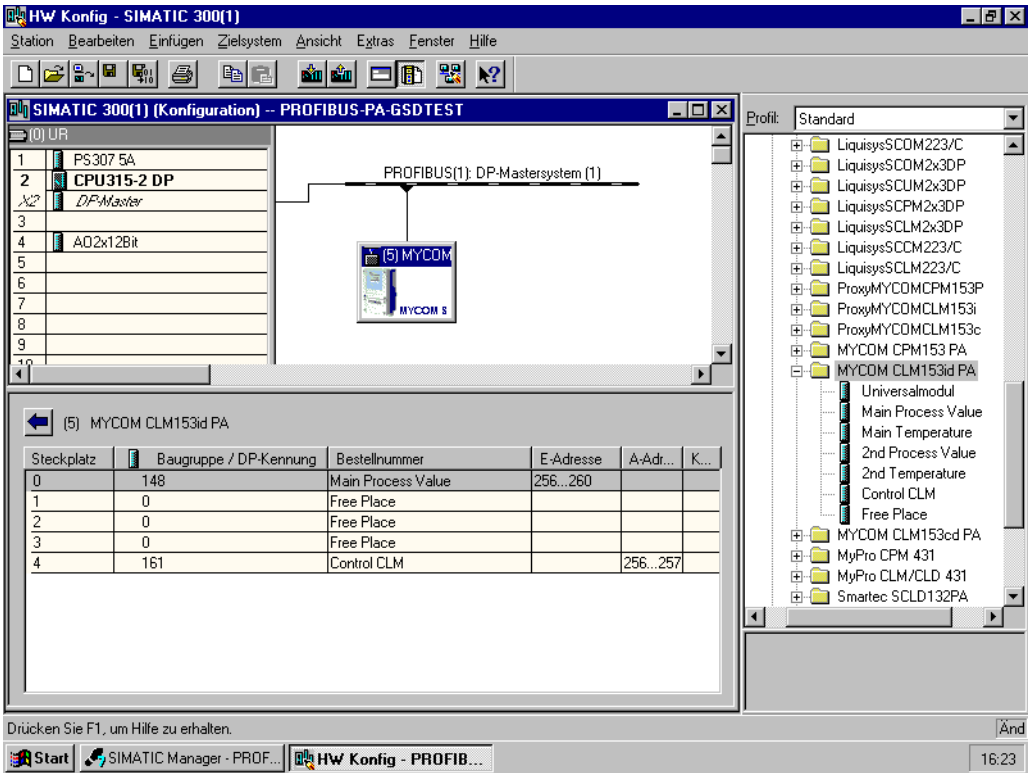 HW Konfig - SIMATIC 300(1)
Station Bearbeiten Einfügen Zielsystem Ansicht Extras Fenster Hilfe
SIMATIC 300(1) (Konfiguration) -- PROFIBUS-PA-GSDTEST
(0) UR
1 PS307 5A
2 CPU315-2 DP
X2 DP-Master
3
4 AO2x12Bit
5
6
7
8
9
10
PROFIBUS(1): DP-Mastersystem (1)
(5) MYCOM
MYCOM S
(5) MYCOM CLM153id PA
Steckplatz Baugruppe / DP-Kennung Bestellnummer E-Adresse A-Adr... K...
0 148 Main Process Value 256...260
1 0 Free Place
2 0 Free Place
3 0 Free Place
4 161 Control CLM 256...257
Profil: Standard
LiquisysSCOM223/C
LiquisysSCOM2x3DP
LiquisysSCUM2x3DP
LiquisysSCPM2x3DP
LiquisysSCLM2x3DP
LiquisysSCCM223/C
LiquisysSCLM223/C
ProxyMYCOMCPM153P
ProxyMYCOMCLM153i
ProxyMYCOMCLM153c
MYCOM CPM153 PA
MYCOM CLM153id PA
Universalmodul
Main Process Value
Main Temperature
2nd Process Value
2nd Temperature
Control CLM
Free Place
MYCOM CLM153cd PA
MyPro CPM 431
MyPro CLM/CLD 431
Smartec SCLD132PA
Drücken Sie F1, um Hilfe zu erhalten.
Änd
Start SIMATIC Manager - PROF... HW Konfig - PROFIB... 16:23